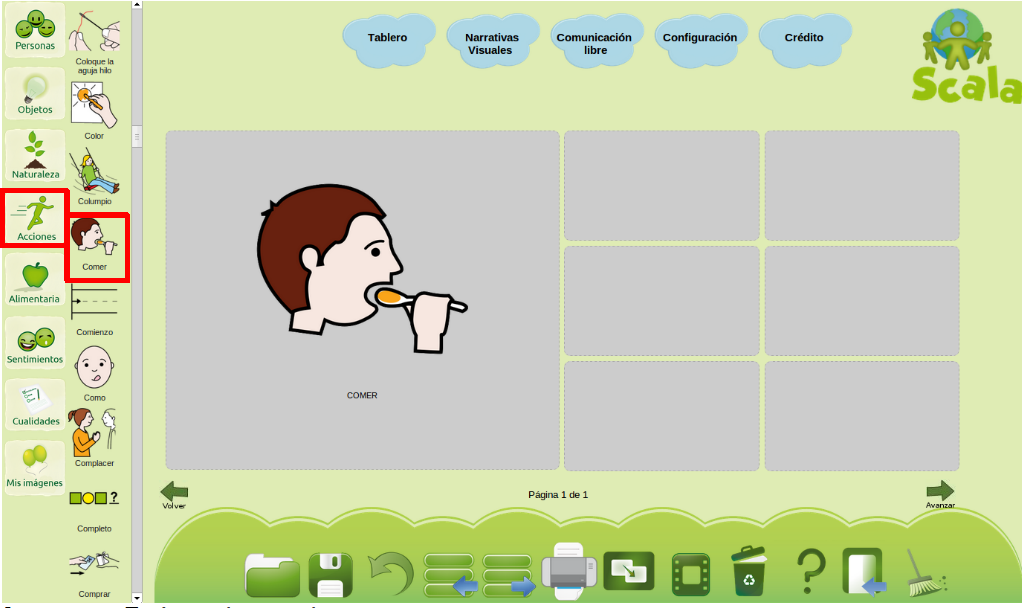 Personas
Objetos
Naturaleza
Acciones
Alimentaria
Sentimientos
Cualidades
Mis imágenes
Coloque la
aguja hilo
Color
Columpio
Comer
Comienzo
Como
Complacer
?
Completo
Comprar
Tablero
Narrativas
Visuales
Comunicación
libre
Configuración
Crédito
Scala
COMER
Volver
Página 1 de 1
Avanzar
?